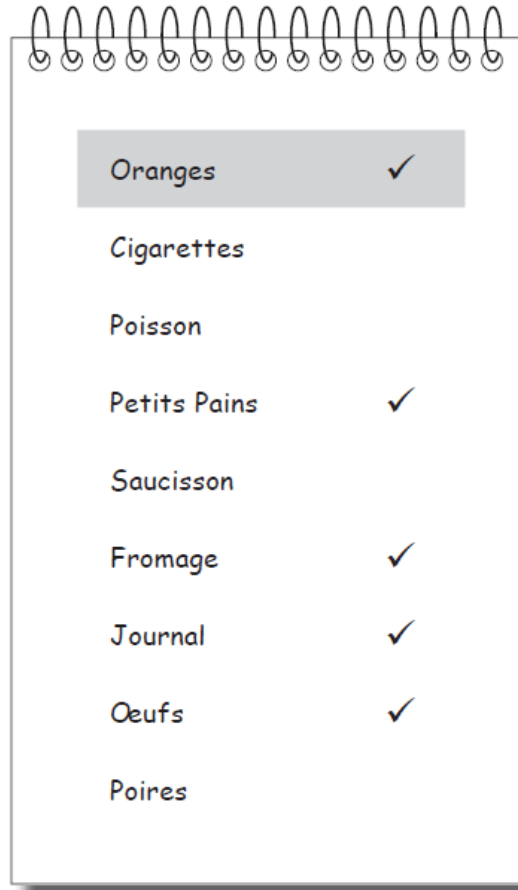 Oranges ✓
Cigarettes
Poisson
Petits Pains ✓
Saucisson
Fromage ✓
Journal ✓
Œufs ✓
Poires